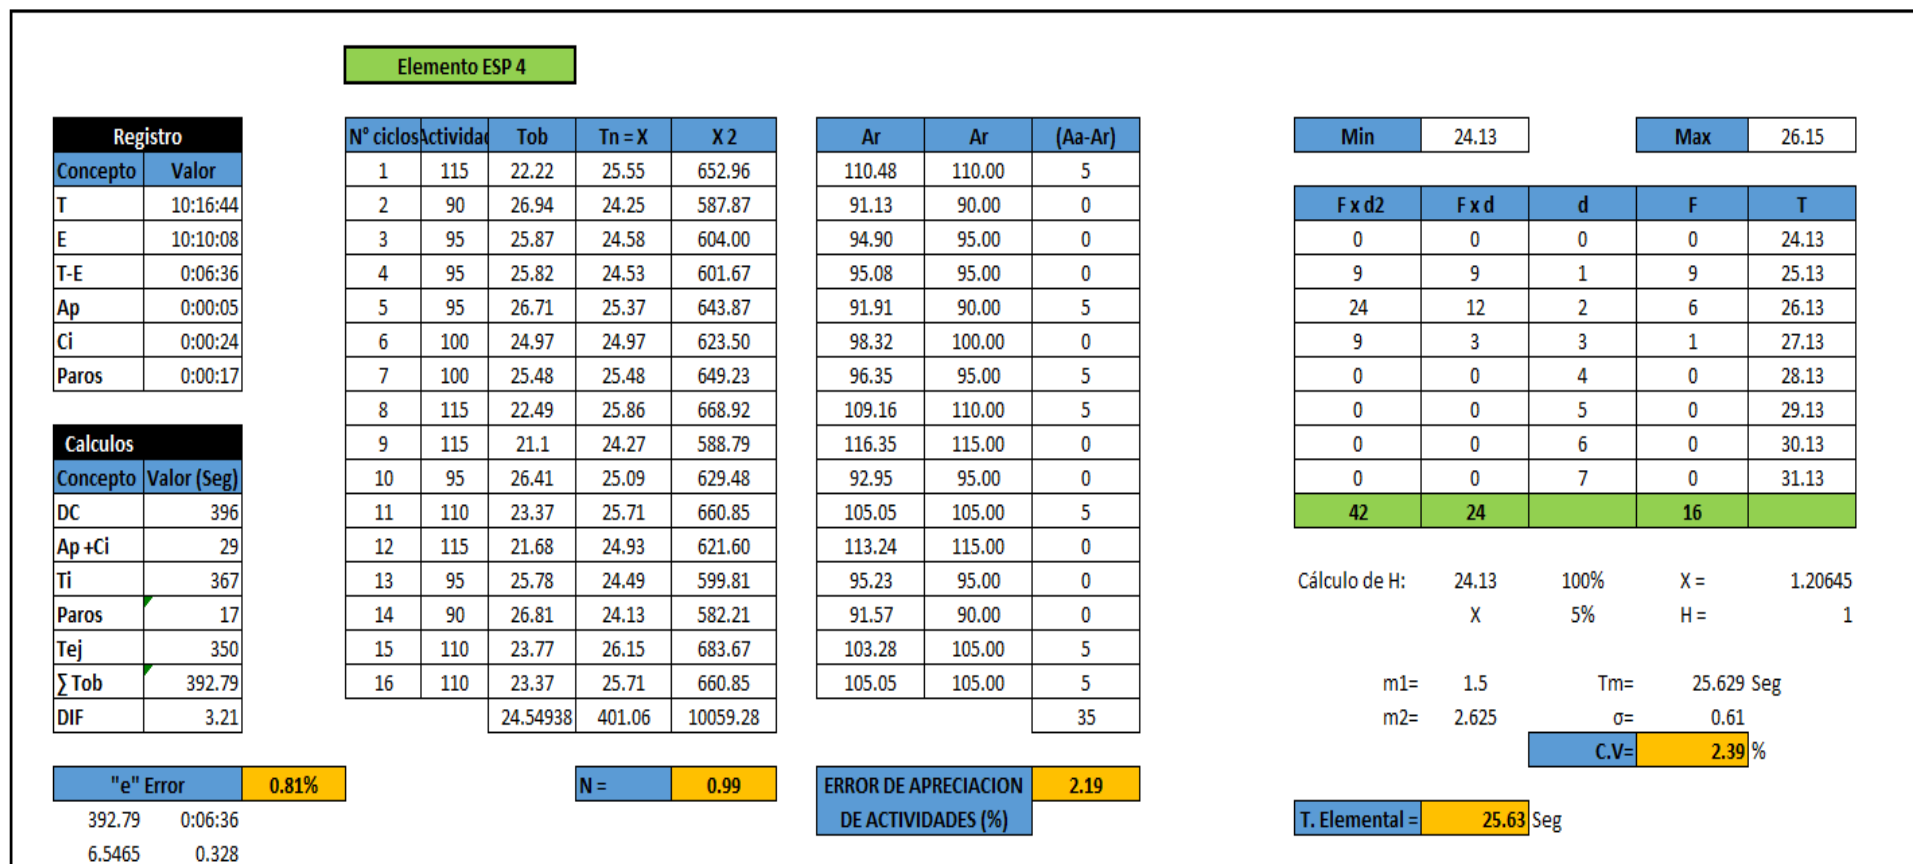 Elemento ESP 4
Registro
Concepto Valor
T 10:16:44
E 10:10:08
T-E 0:06:36
Ap 0:00:05
Ci 0:00:24
Paros 0:00:17
Calculos
Concepto Valor (Seg)
DC 396
Ap +Ci 29
Ti 367
Paros 17
Tej 350
∑ Tob 392.79
DIF 3.21
"e" Error 0.81%
392.79 0:06:36
6.5465 0.328
N° ciclos Actividad Tob Tn = X X 2
1 115 22.22 25.55 652.96
2 90 26.94 24.25 587.87
3 95 25.87 24.58 604.00
4 95 25.82 24.53 601.67
5 95 26.71 25.37 643.87
6 100 24.97 24.97 623.50
7 100 25.48 25.48 649.23
8 115 22.49 25.86 668.92
9 115 21.1 24.27 588.79
10 95 26.41 25.09 629.48
11 110 23.37 25.71 660.85
12 115 21.68 24.93 621.60
13 95 25.78 24.49 599.81
14 90 26.81 24.13 582.21
15 110 23.77 26.15 683.67
16 110 23.37 25.71 660.85
24.54938 401.06 10059.28
N = 0.99
Ar Ar (Aa-Ar)
110.48 110.00 5
91.13 90.00 0
94.90 95.00 0
95.08 95.00 0
91.91 90.00 5
98.32 100.00 0
96.35 95.00 5
109.16 110.00 5
116.35 115.00 0
92.95 95.00 0
105.05 105.00 5
113.24 115.00 0
95.23 95.00 0
91.57 90.00 0
103.28 105.00 5
105.05 105.00 5
35
ERROR DE APRECIACION 2.19
DE ACTIVIDADES (%)
Min 24.13 Max 26.15
F x d2 F x d d F T
0 0 0 0 24.13
9 9 1 9 25.13
24 12 2 6 26.13
9 3 3 1 27.13
0 0 4 0 28.13
0 0 5 0 29.13
0 0 6 0 30.13
0 0 7 0 31.13
42 24 16
Cálculo de H: 24.13 100% X = 1.20645
X 5% H = 1
m1= 1.5 Tm= 25.629 Seg
m2= 2.625 σ= 0.61
C.V= 2.39 %
T. Elemental = 25.63 Seg